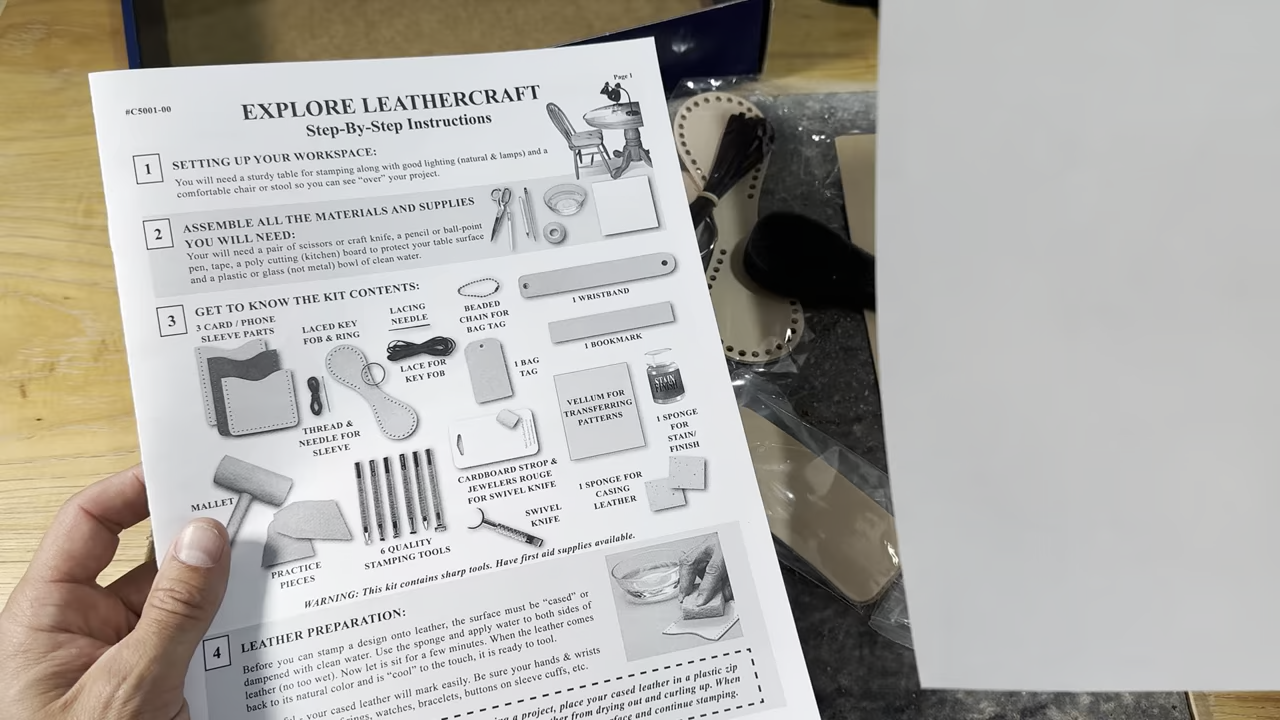 #C5001-00
Page 1
EXPLORE LEATHERCRAFT
Step-By-Step Instructions
1
SETTING UP YOUR WORKSPACE:
You will need a sturdy table for stamping along with good lighting (natural & lamps) and a
comfortable chair or stool so you can see “over” your project.
2
ASSEMBLE ALL THE MATERIALS AND SUPPLIES
YOU WILL NEED:
Your will need a pair of scissors or craft knife, a pencil or ball-point
pen, tape, a poly cutting (kitchen) board to protect your table surface
and a plastic or glass (not metal) bowl of clean water.
3
GET TO KNOW THE KIT CONTENTS:
3 CARD / PHONE
SLEEVE PARTS
LACED KEY
FOB & RING
LACING
NEEDLE
BEADED
CHAIN FOR
BAG TAG
1 WRISTBAND
1 BOOKMARK
LACE FOR
KEY FOB
1 BAG
TAG
VELLUM FOR
TRANSFERRING
PATTERNS
STAIN
FINISH
THREAD &
NEEDLE FOR
SLEEVE
1 SPONGE
FOR
STAIN/
FINISH
CARDBOARD STROP &
JEWELERS ROUGE
FOR SWIVEL KNIFE
1 SPONGE FOR
CASING
LEATHER
MALLET
SWIVEL
KNIFE
6 QUALITY
STAMPING TOOLS
PRACTICE
PIECES
WARNING: This kit contains sharp tools. Have first aid supplies available.
4
LEATHER PREPARATION:
Before you can stamp a design onto leather, the surface must be “cased” or
dampened with clean water. Use the sponge and apply water to both sides of
leather (no too wet). Now let is sit for a few minutes. When the leather comes
back to its natural color and is “cool” to the touch, it is ready to tool.
- your cased leather will mark easily. Be sure your hands & wrists
rings, watches, bracelets, buttons on sleeve cuffs, etc.
a project, place your cased leather in a plastic zip
from drying out and curling up. When
and continue stamping.